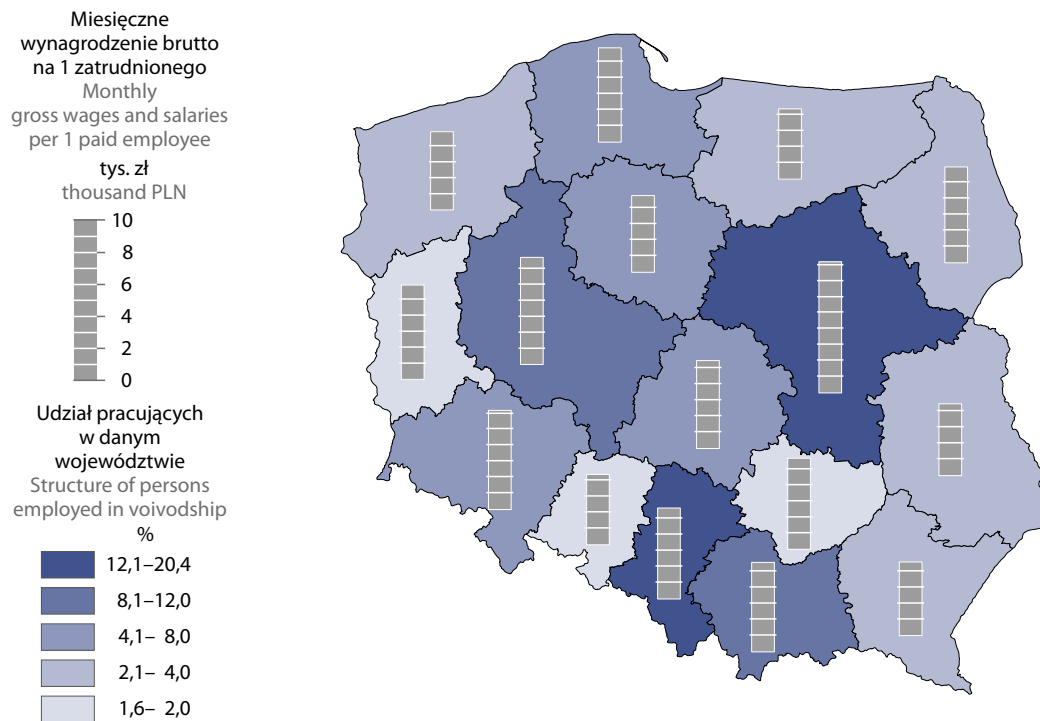 Miesięczne
wynagrodzenie brutto
na 1 zatrudnionego
Monthly
gross wages and salaries
per 1 paid employee
tys. zł
thousand PLN
10
8
6
4
2
0
Udział pracujących
w danym
województwie
Structure of persons
employed in voivodship
%
12,1–20,4
8,1–12,0
4,1– 8,0
2,1– 4,0
1,6– 2,0